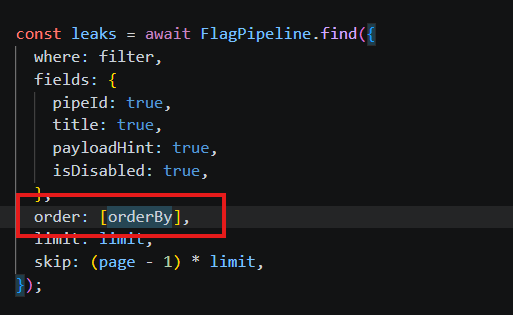 const leaks = await FlagPipeline.find({
where: filter,
fields: {
pipeId: true,
title: true,
payloadHint: true,
isDisabled: true,
},
order: [orderBy],
limit: limit,
skip: (page - 1) * limit,
});